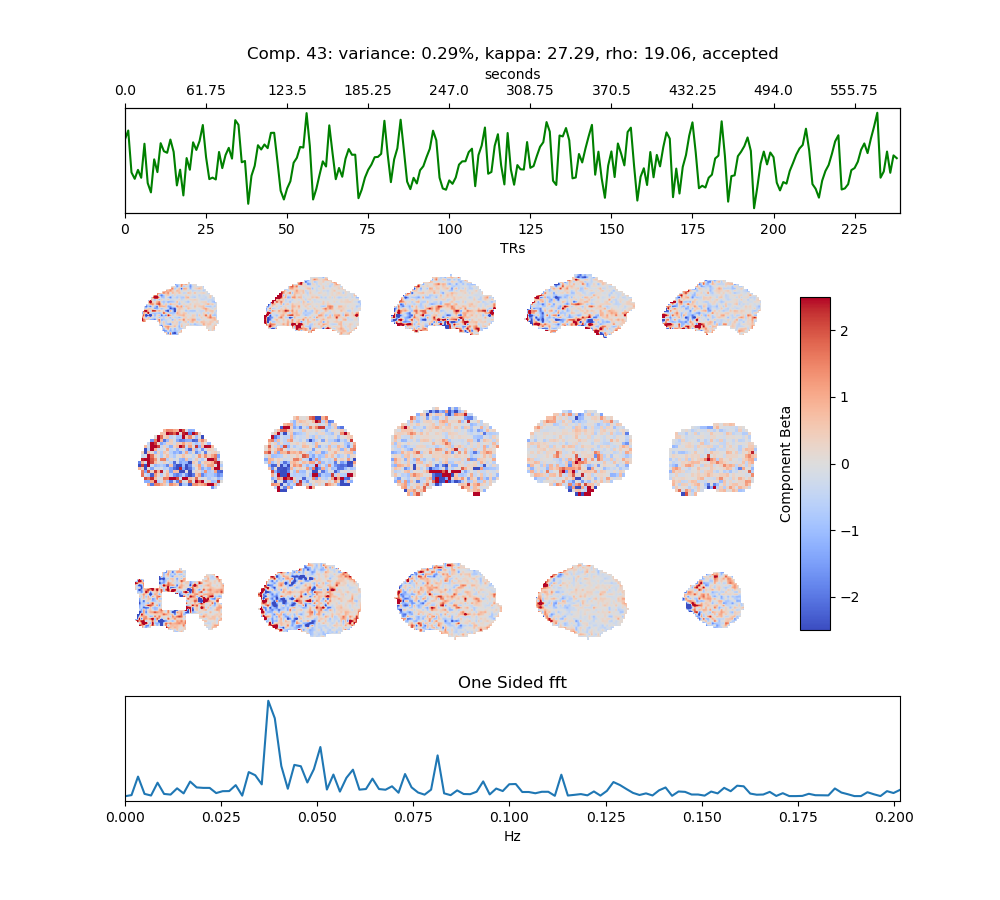 Comp. 43: variance: 0.29%, kappa: 27.29, rho: 19.06, accepted
seconds
0.0 61.75 123.5 185.25 247.0 308.75 370.5 432.25 494.0 555.75
0 25 50 75 100 125 150 175 200 225
TRs
2
1
0
−1
−2
Component Beta
One Sided fft
0.000 0.025 0.050 0.075 0.100 0.125 0.150 0.175 0.200
Hz